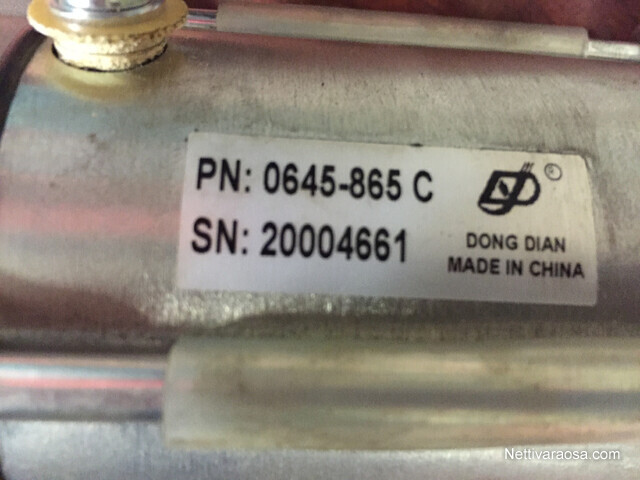 PN: 0645-865 C
SN: 20004661
®
DONG DIAN
MADE IN CHINA
Nettivaraosa.com